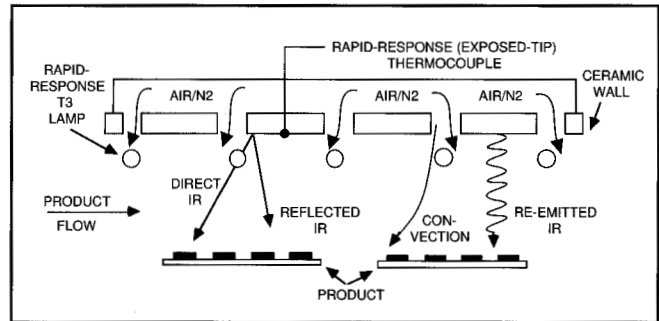 RAPID-RESPONSE (EXPOSED-TIP)
THERMOCOUPLE
RAPID-
RESPONSE
T3
LAMP
AIR/N2
AIR/N2
AIR/N2
CERAMIC
WALL
DIRECT
IR
REFLECTED
IR
CON-
VECTION
RE-EMITTED
IR
PRODUCT
FLOW
PRODUCT